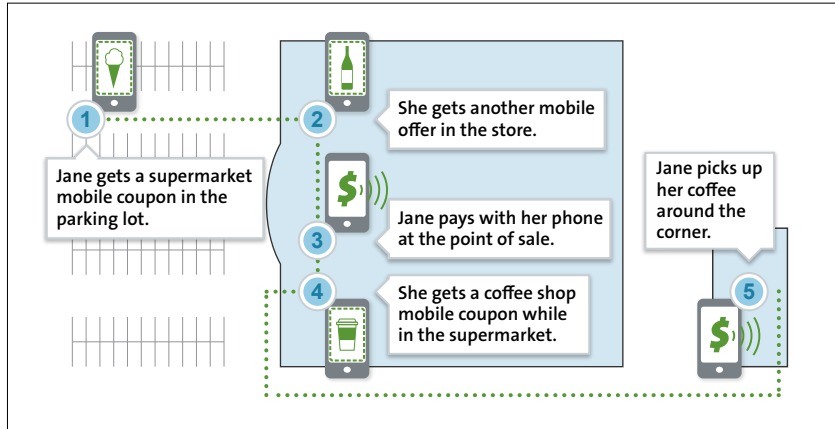 1
Jane gets a supermarket
mobile coupon in the
parking lot.
2
She gets another mobile
offer in the store.
$
3
Jane pays with her phone
at the point of sale.
4
She gets a coffee shop
mobile coupon while
in the supermarket.
Jane picks up
her coffee
around the
corner.
5
$